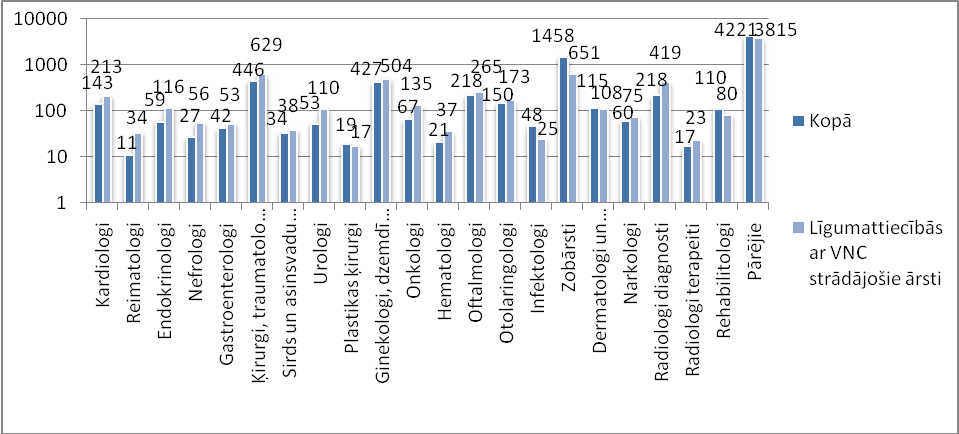 10000
1000
100
10
1
143 213
11 34
59 116
27 56
42 53
446 629
34 38
53 110
19 17
427 504
67 135
21 37
218 265
150 173
48 25
1458 651
115 108
60 75
218 419
17 23
110 80
4221 3815
Kardiologi
Reimatologi
Endokrinologi
Nefrologi
Gastroenterologi
Ķirurgi, traumatolo...
Sirds un asinsvadu ...
Urologi
Plastikas ķirurgi
Ginekologi, dzemdī...
Onkologi
Hematologi
Oftalmologi
Otolaringologi
Infektologi
Zobārsti
Dermatologi un ...
Narkologi
Radiologi diagnosti
Radiologi terapeiti
Rehabilitologi
Pārējie
Kopā
Līgumattiecībās
ar VNC
strādājošie ārsti